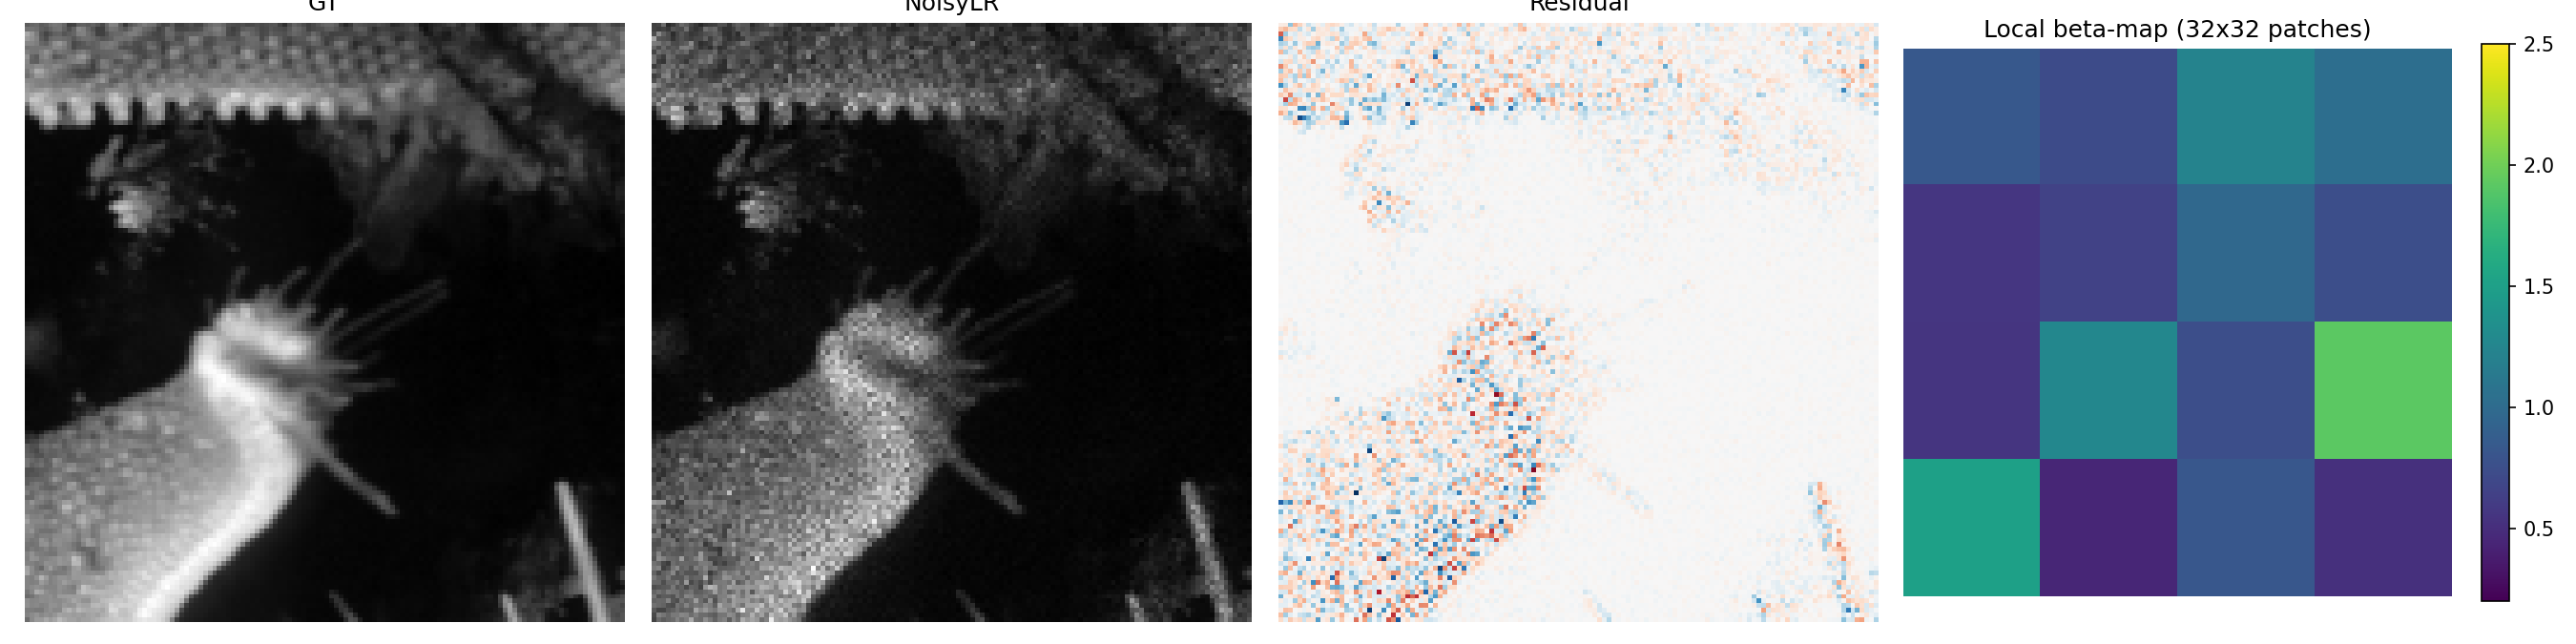 GT
NoisyLR
Residual
Local beta-map (32x32 patches)
2.5
2.0
1.5
1.0
0.5